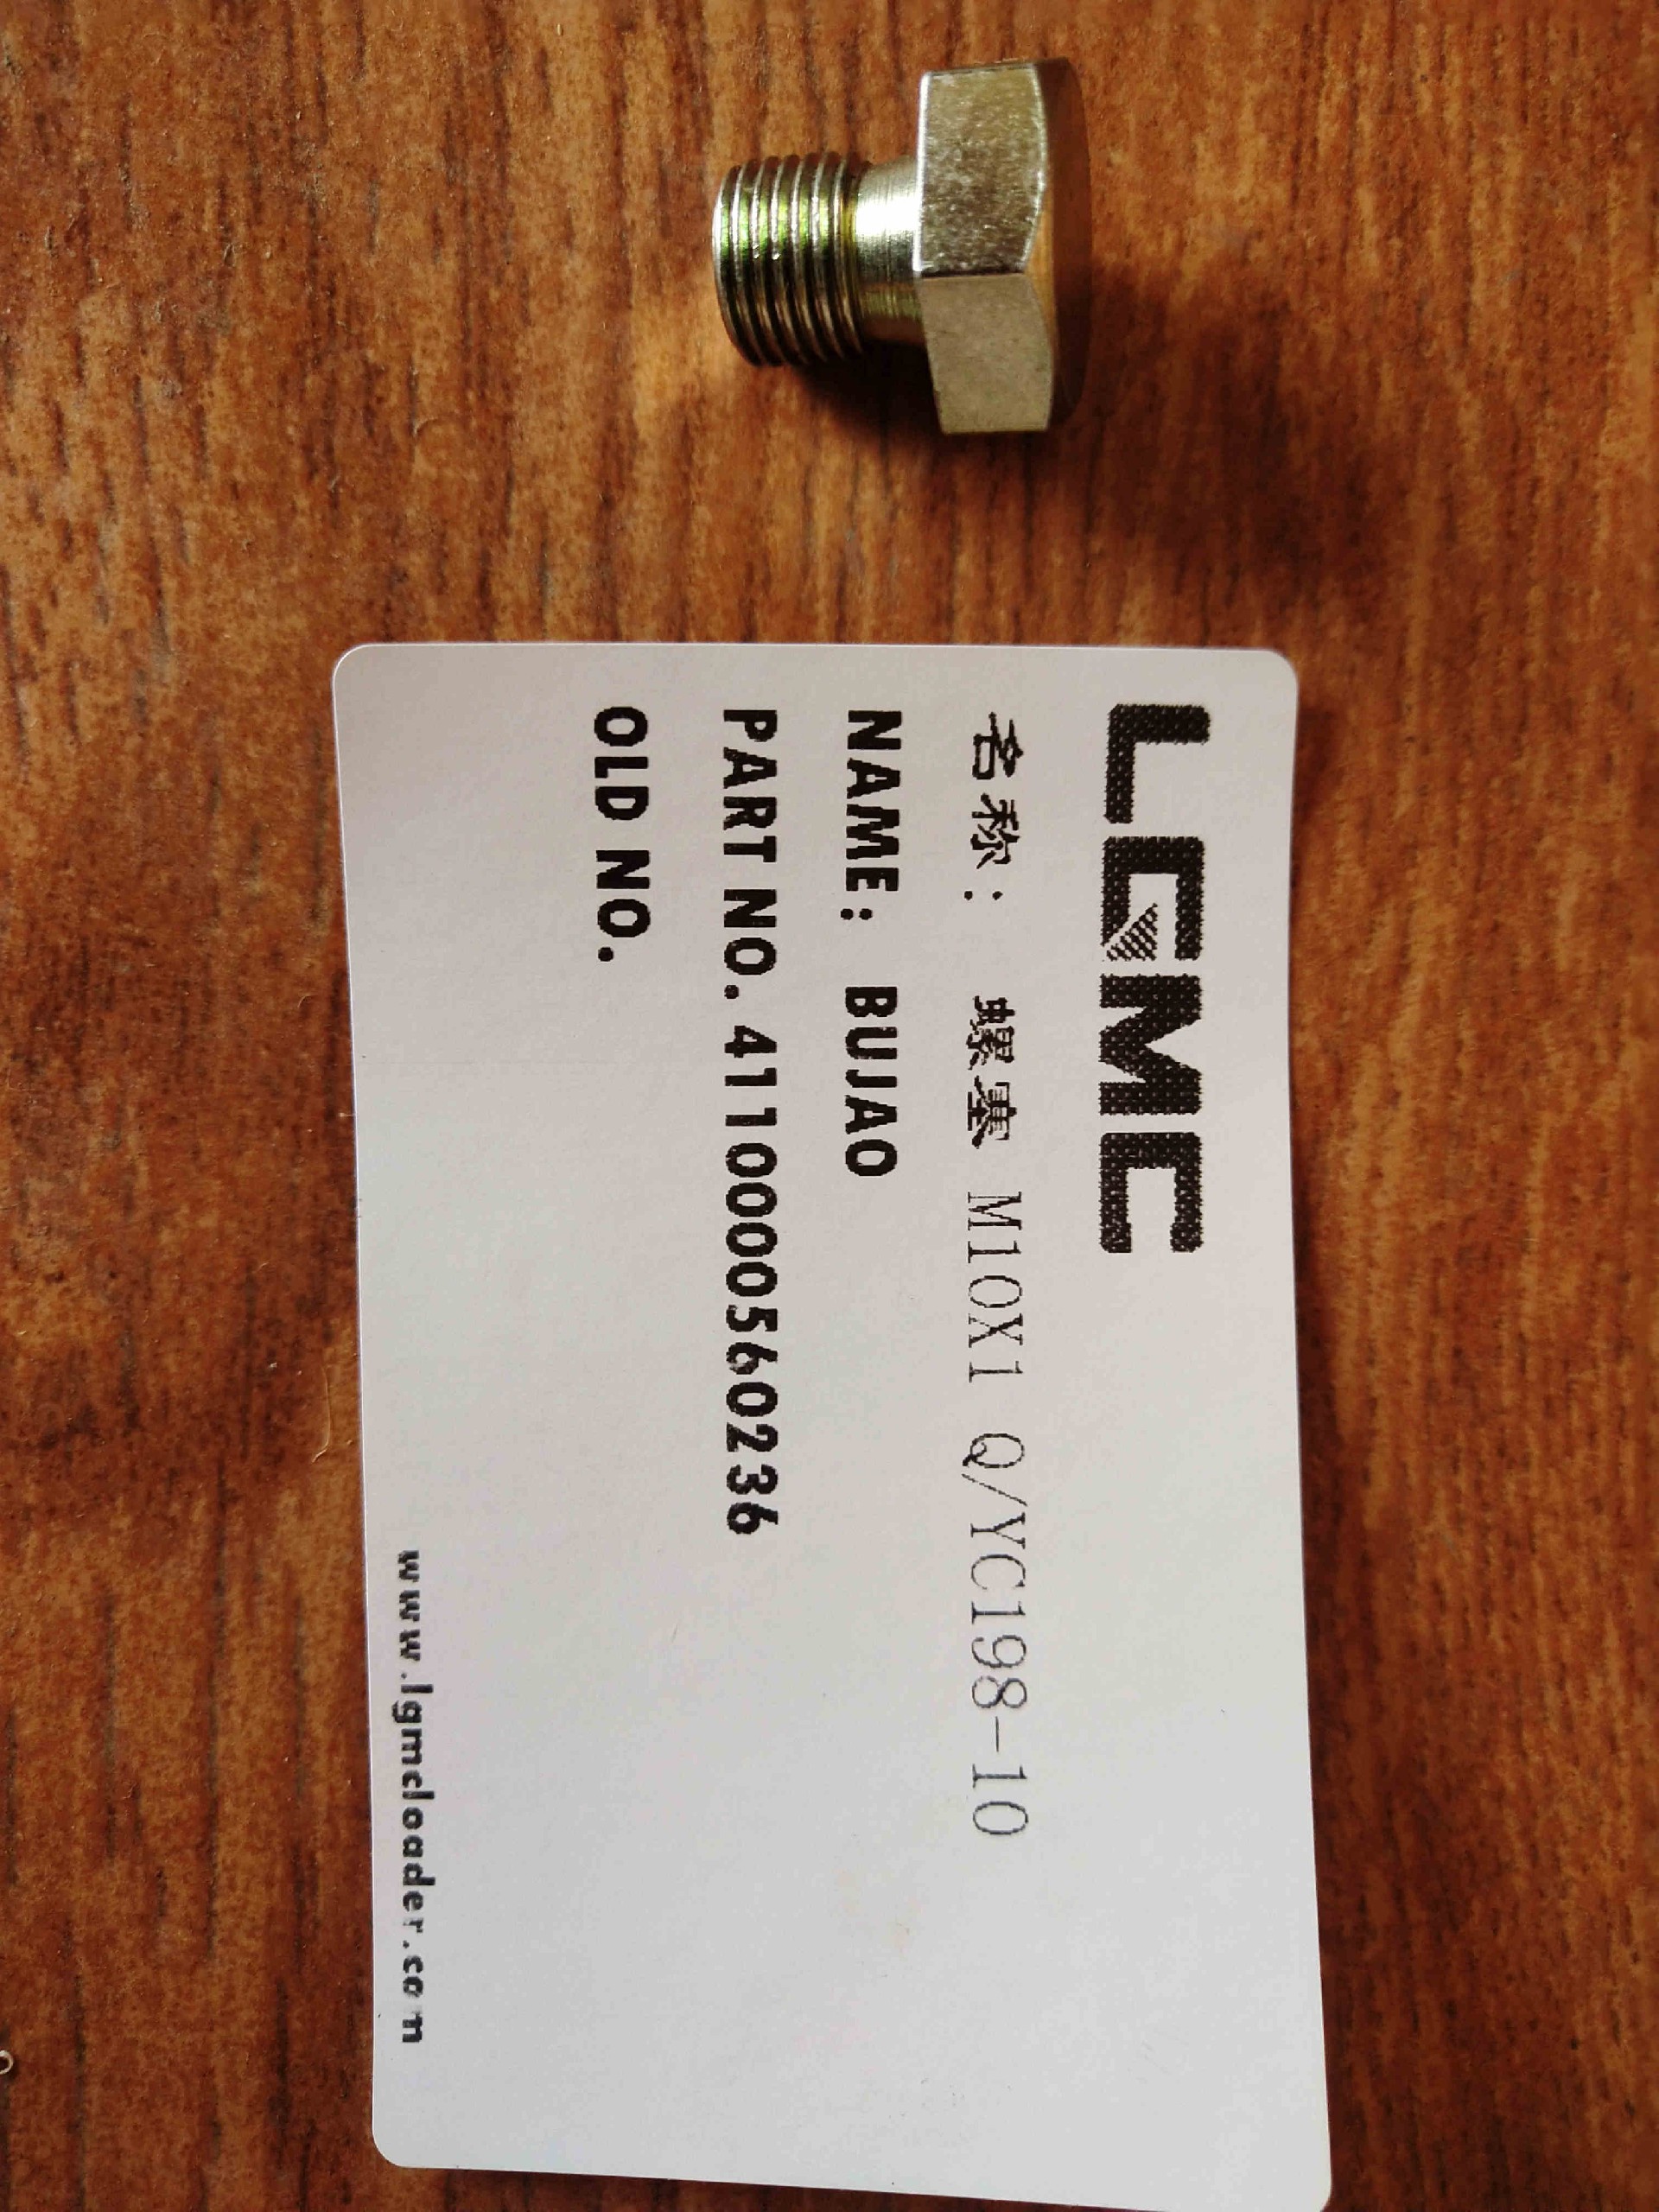 LGMC
名称: 螺塞 M10X1 Q/YC198-10
NAME: BUJAO
PART NO. 4110000560236
OLD NO.
www.lgmcloader.com